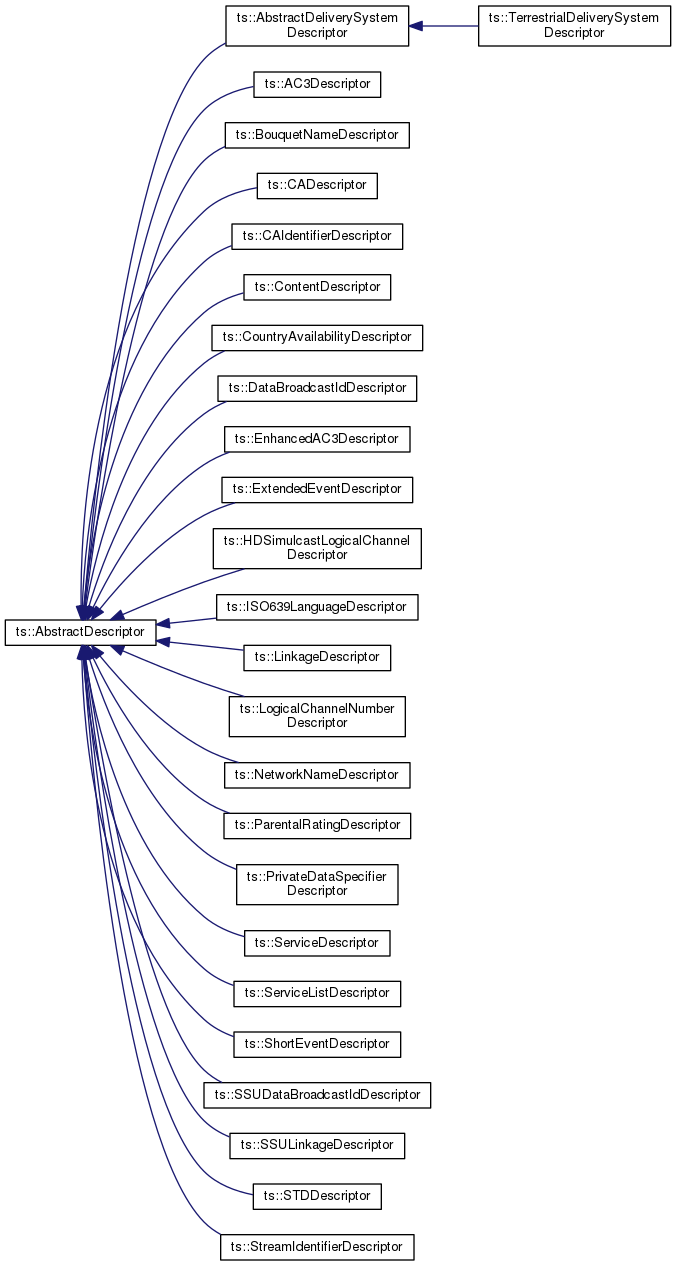 ts::AbstractDeliverySystem
Descriptor
ts::TerrestrialDeliverySystem
Descriptor
ts::AC3Descriptor
ts::BouquetNameDescriptor
ts::CADescriptor
ts::CAIdentifierDescriptor
ts::ContentDescriptor
ts::CountryAvailabilityDescriptor
ts::DataBroadcastIdDescriptor
ts::EnhancedAC3Descriptor
ts::ExtendedEventDescriptor
ts::HDSimulcastLogicalChannel
Descriptor
ts::ISO639LanguageDescriptor
ts::AbstractDescriptor
ts::LinkageDescriptor
ts::LogicalChannelNumber
Descriptor
ts::NetworkNameDescriptor
ts::ParentalRatingDescriptor
ts::PrivateDataSpecifier
Descriptor
ts::ServiceDescriptor
ts::ServiceListDescriptor
ts::ShortEventDescriptor
ts::SSUDataBroadcastIdDescriptor
ts::SSULinkageDescriptor
ts::STDDescriptor
ts::StreamIdentifierDescriptor